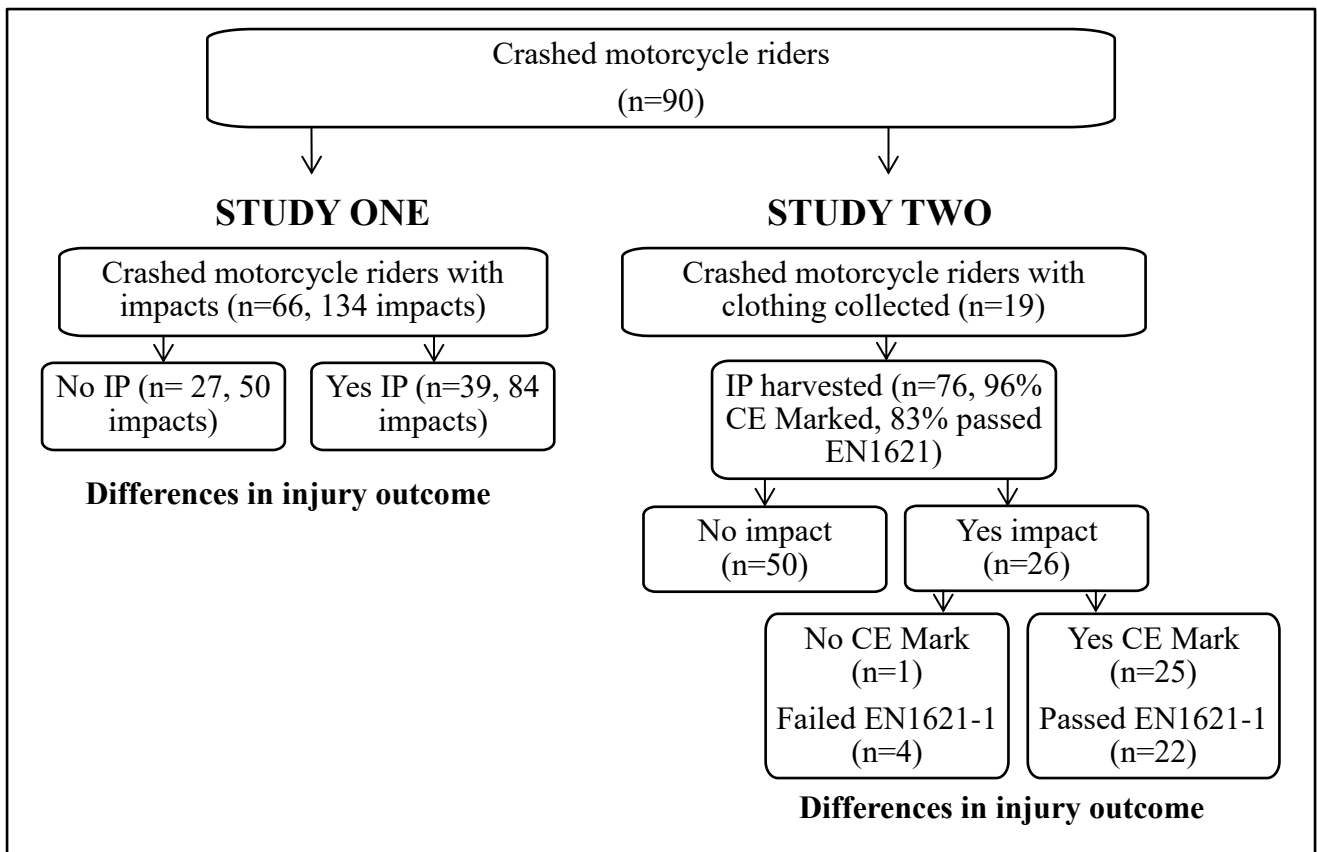 Crashed motorcycle riders
(n=90)
STUDY ONE
Crashed motorcycle riders with
impacts (n=66, 134 impacts)
No IP (n= 27, 50
impacts)
Yes IP (n=39, 84
impacts)
Differences in injury outcome
STUDY TWO
Crashed motorcycle riders with
clothing collected (n=19)
IP harvested (n=76, 96%
CE Marked, 83% passed
EN1621)
No impact
(n=50)
Yes impact
(n=26)
No CE Mark
(n=1)
Failed EN1621-1
(n=4)
Yes CE Mark
(n=25)
Passed EN1621-1
(n=22)
Differences in injury outcome